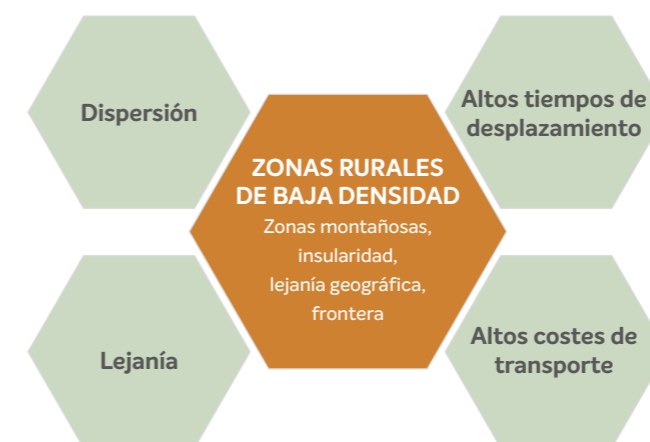 Dispersión
Altos tiempos de
desplazamiento
ZONAS RURALES
DE BAJA DENSIDAD
Zonas montañosas,
insularidad,
lejanía geográfica,
frontera
Lejanía
Altos costes de
transporte